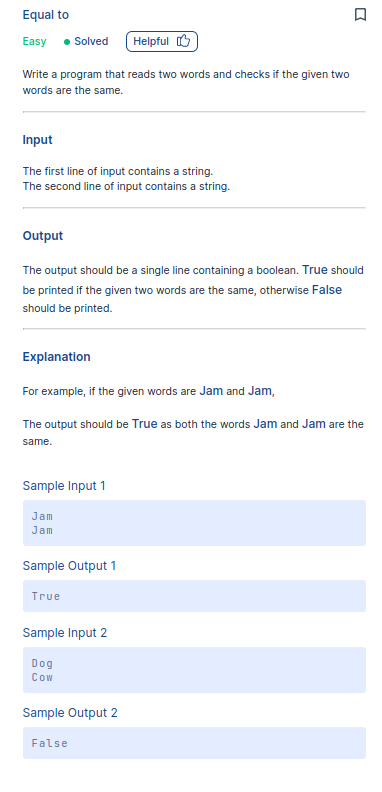 Equal to
Easy
Solved
Helpful
Write a program that reads two words and checks if the given two
words are the same.
Input
The first line of input contains a string.
The second line of input contains a string.
Output
The output should be a single line containing a boolean. True should
be printed if the given two words are the same, otherwise False
should be printed.
Explanation
For example, if the given words are Jam and Jam,
The output should be True as both the words Jam and Jam are the
same.
Sample Input 1
Jam
Jam
Sample Output 1
True
Sample Input 2
Dog
Cow
Sample Output 2
False